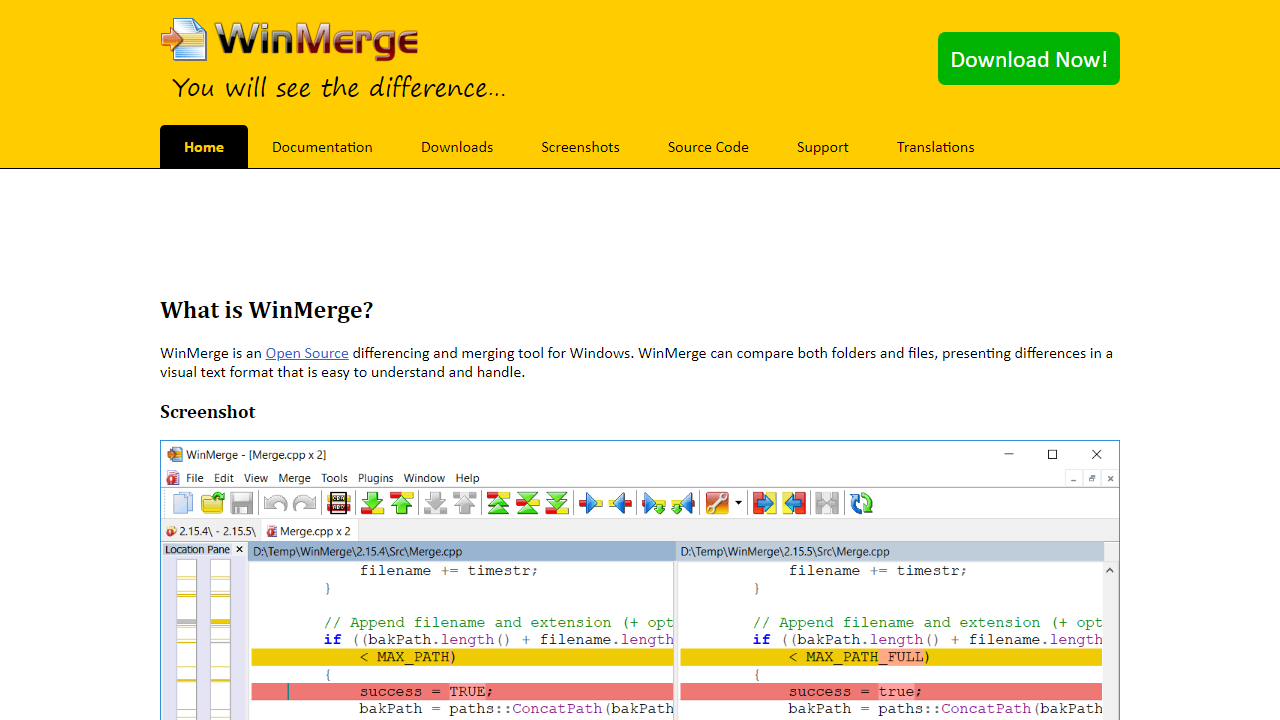 WinMerge
You will see the difference...
Download Now!
Home Documentation Downloads Screenshots Source Code Support Translations
What is WinMerge?
WinMerge is an Open Source differencing and merging tool for Windows. WinMerge can compare both folders and files, presenting differences in a
visual text format that is easy to understand and handle.
Screenshot
WinMerge - [Merge.cpp x 2]
File Edit View Merge Tools Plugins Window Help
2.15.4\ - 2.15.5\ Merge.cpp x 2
Location Pane D:\Temp\WinMerge\2.15.4\Src\Merge.cpp D:\Temp\WinMerge\2.15.5\Src\Merge.cpp
filename += timestr; filename += timestr;
} }
// Append filename and extension (+ opt // Append filename and extension (+ opt
if ((bakPath.length() + filename.length if ((bakPath.length() + filename.length
< MAX_PATH) < MAX_PATH_FULL)
{ {
success = TRUE; success = true;
bakPath = paths::ConcatPath(bakPath bakPath = paths::ConcatPath(bakPath